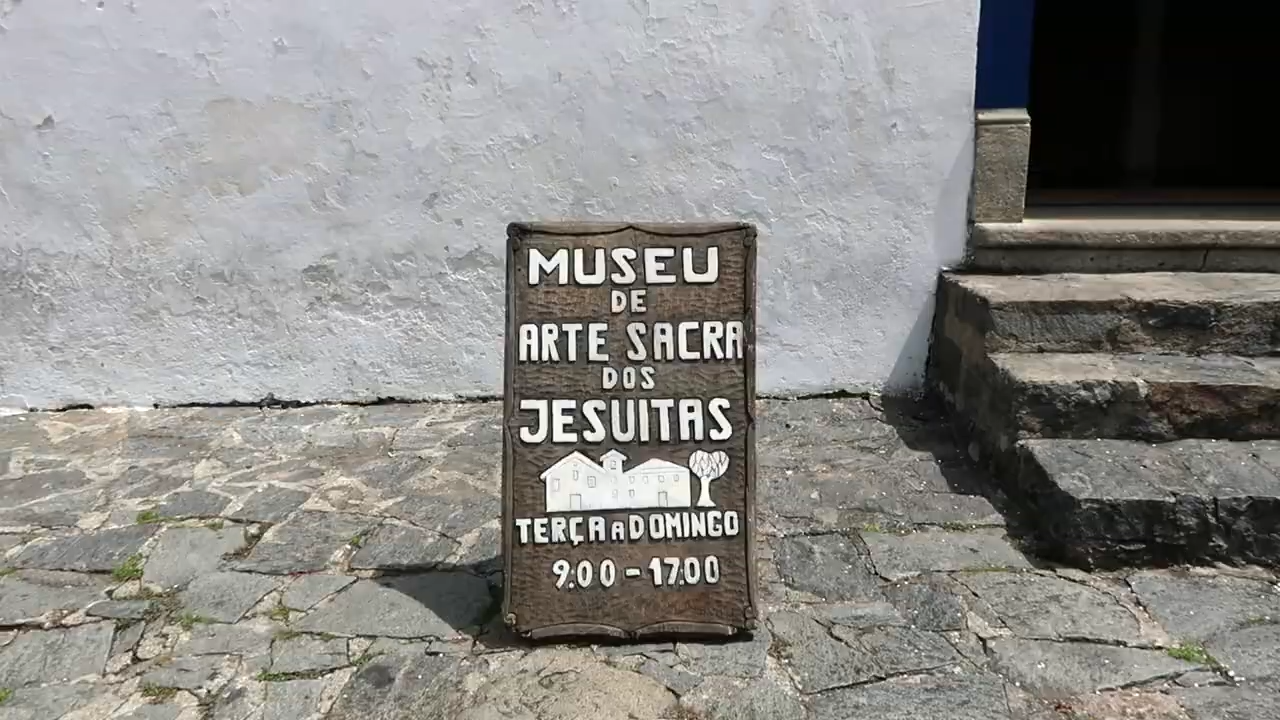 MUSEU
DE
ARTE SACRA
DOS
JESUITAS
TERÇA A DOMINGO
9:00 - 17:00